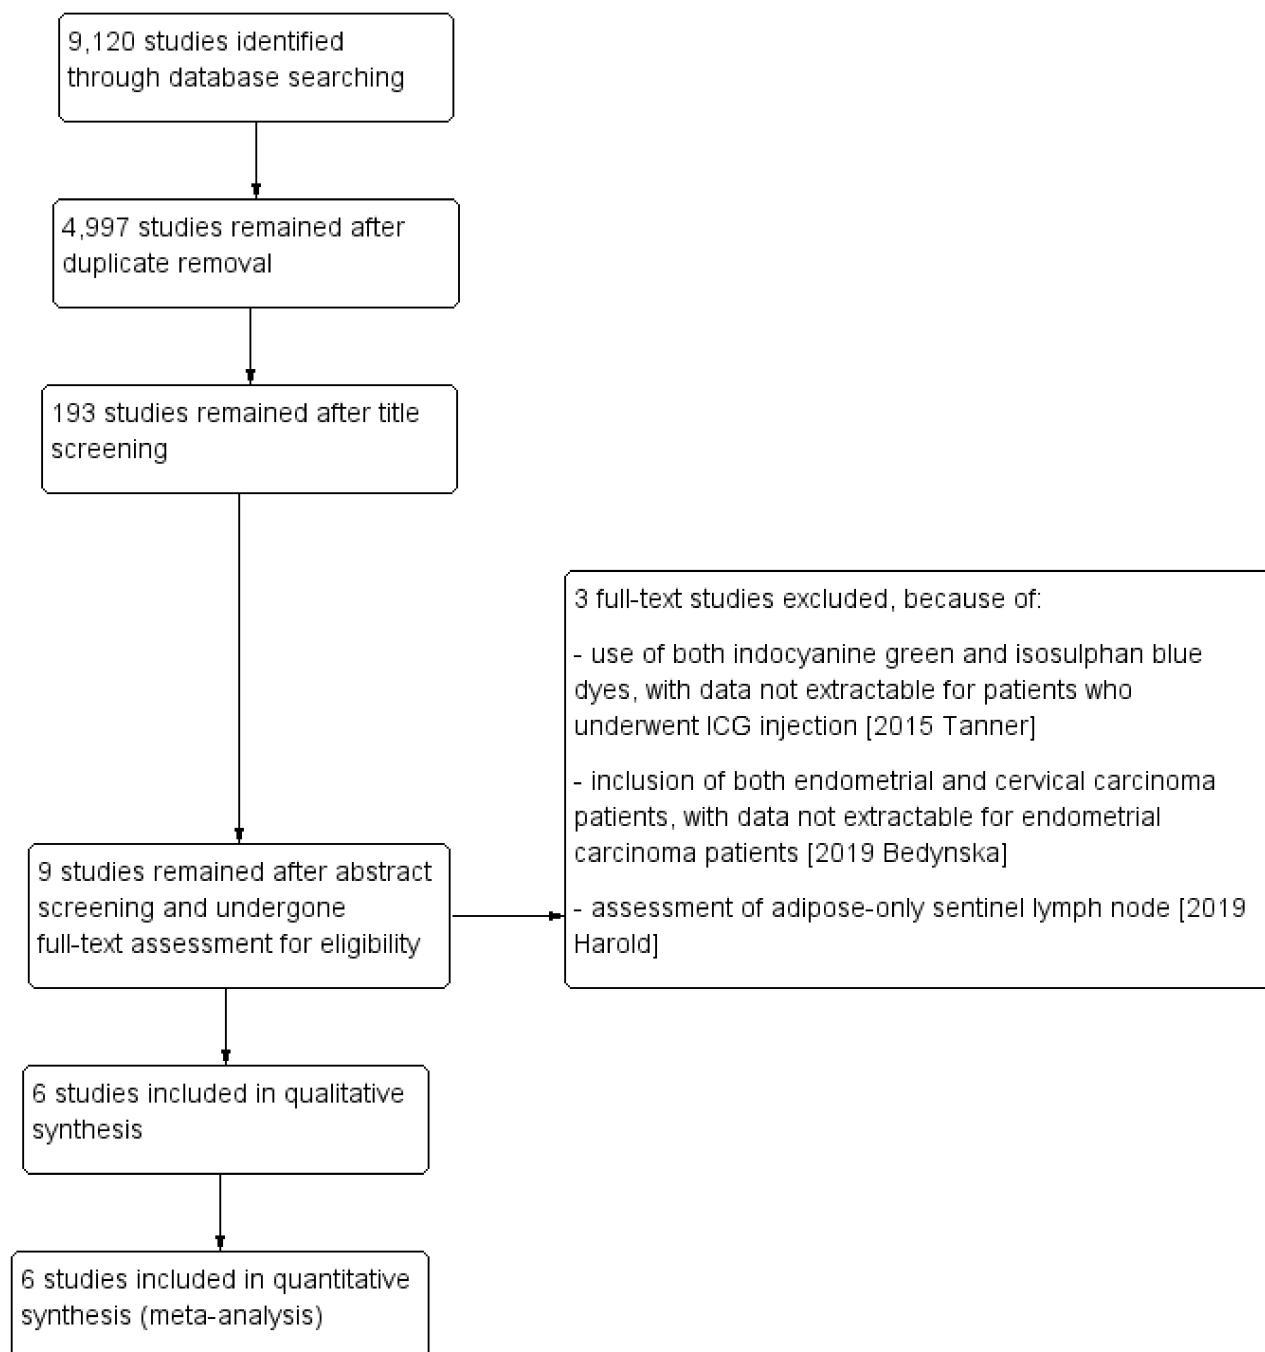 9,120 studies identified
through database searching
4,997 studies remained after
duplicate removal
193 studies remained after title
screening
3 full-text studies excluded, because of:
- use of both indocyanine green and isosulphan blue
dyes, with data not extractable for patients who
underwent ICG injection [2015 Tanner]
- inclusion of both endometrial and cervical carcinoma
patients, with data not extractable for endometrial
carcinoma patients [2019 Bedynska]
- assessment of adipose-only sentinel lymph node [2019
Harold]
9 studies remained after abstract
screening and undergone
full-text assessment for eligibility
6 studies included in qualitative
synthesis
6 studies included in quantitative
synthesis (meta-analysis)